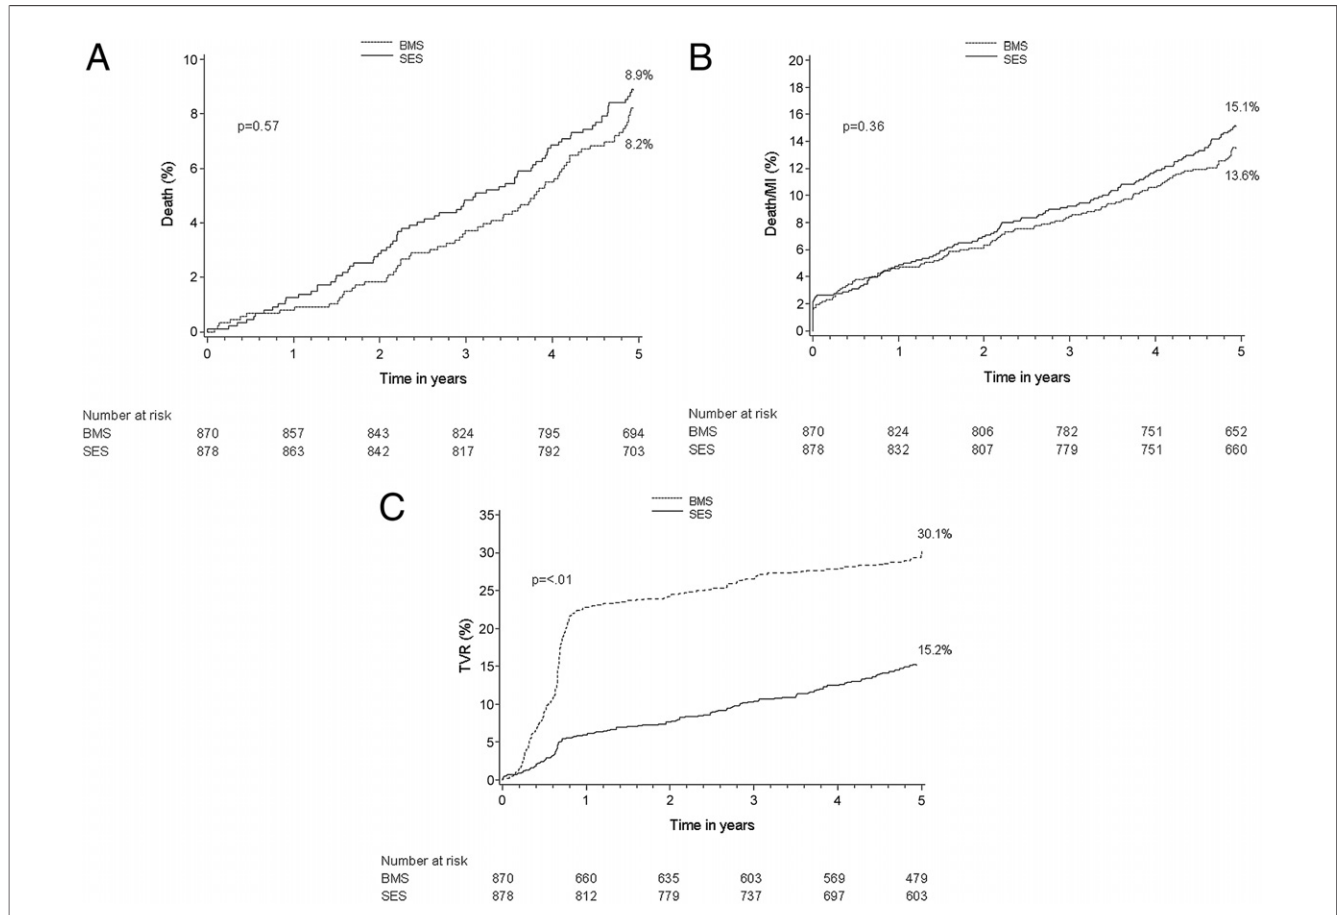 A
BMS
SES
10
8
6
4
2
0
Death (%)
p=0.57
8.9%
8.2%
0 1 2 3 4 5
Time in years
Number at risk
BMS 870 857 843 824 795 694
SES 878 863 842 817 792 703
B
BMS
SES
20
18
16
14
12
10
8
6
4
2
0
Death/MI (%)
p=0.36
15.1%
13.6%
0 1 2 3 4 5
Time in years
Number at risk
BMS 870 824 806 782 751 652
SES 878 832 807 779 751 660
C
BMS
SES
35
30
25
20
15
10
5
0
TVR (%)
p=<.01
30.1%
15.2%
0 1 2 3 4 5
Time in years
Number at risk
BMS 870 660 635 603 569 479
SES 878 812 779 737 697 603